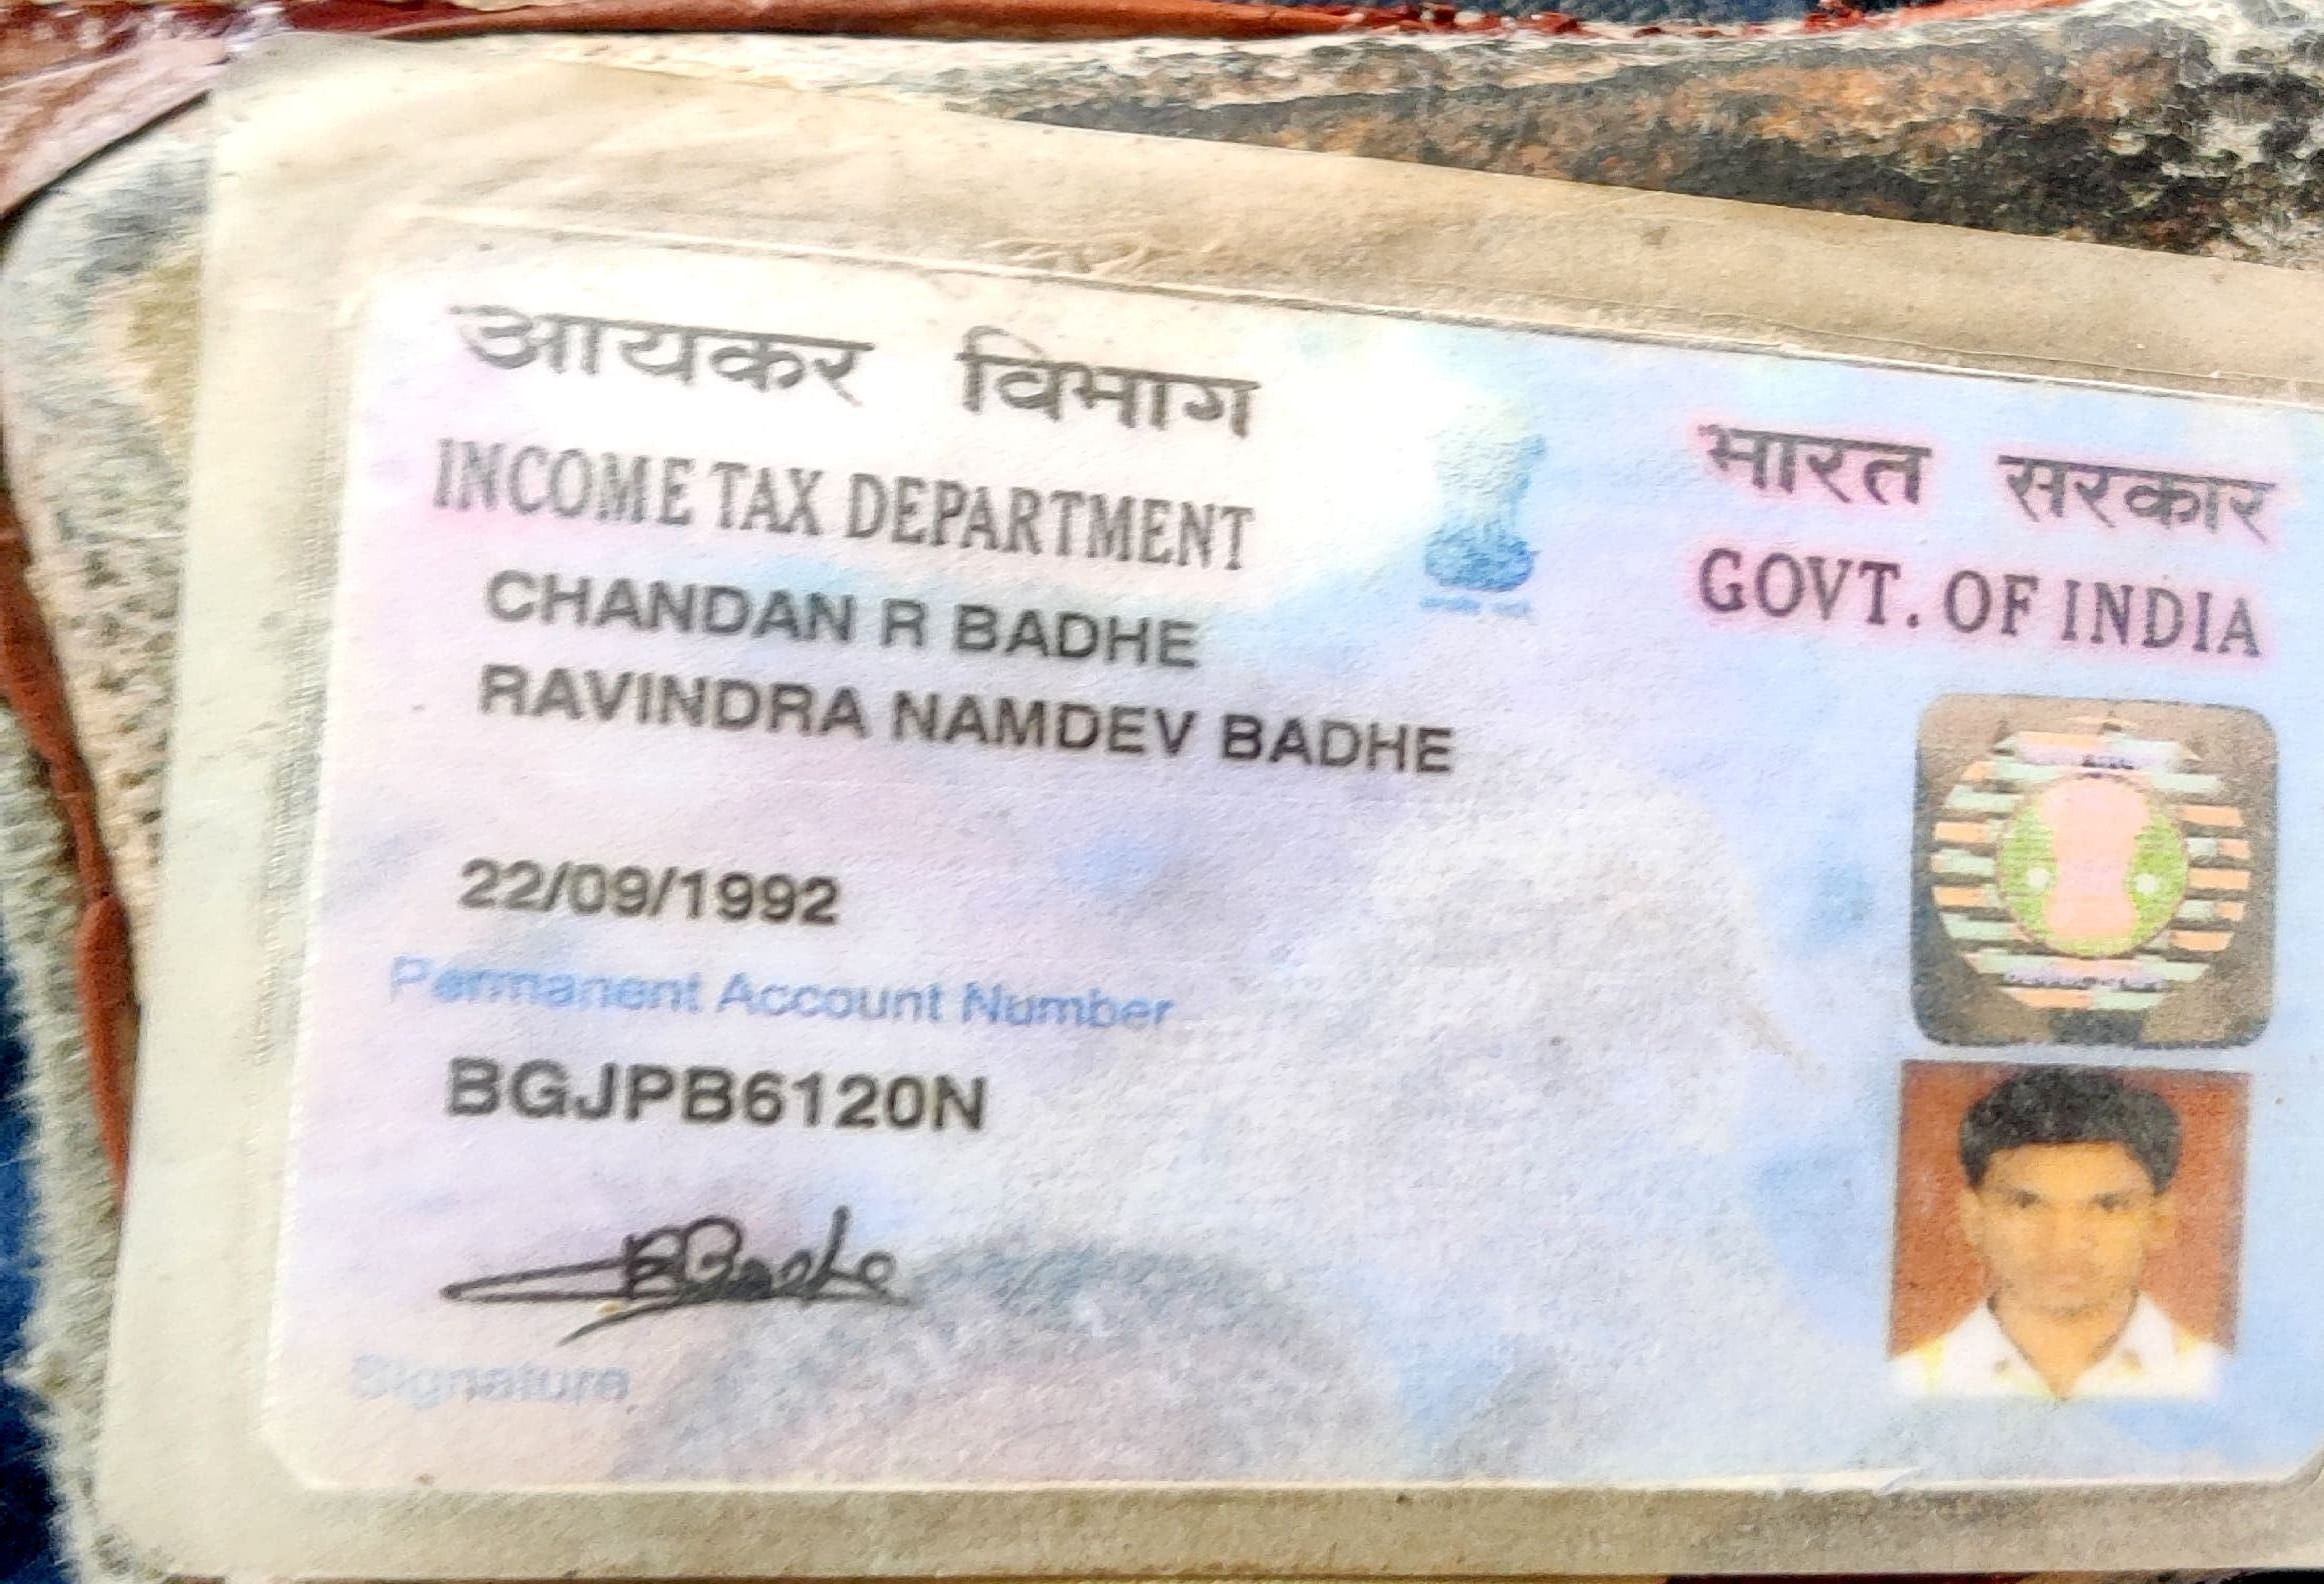 आयकर विभाग
INCOME TAX DEPARTMENT
भारत सरकार
GOVT. OF INDIA
CHANDAN R BADHE
RAVINDRA NAMDEV BADHE
22/09/1992
Permanent Account Number
BGJPB6120N
Badhe
Signature